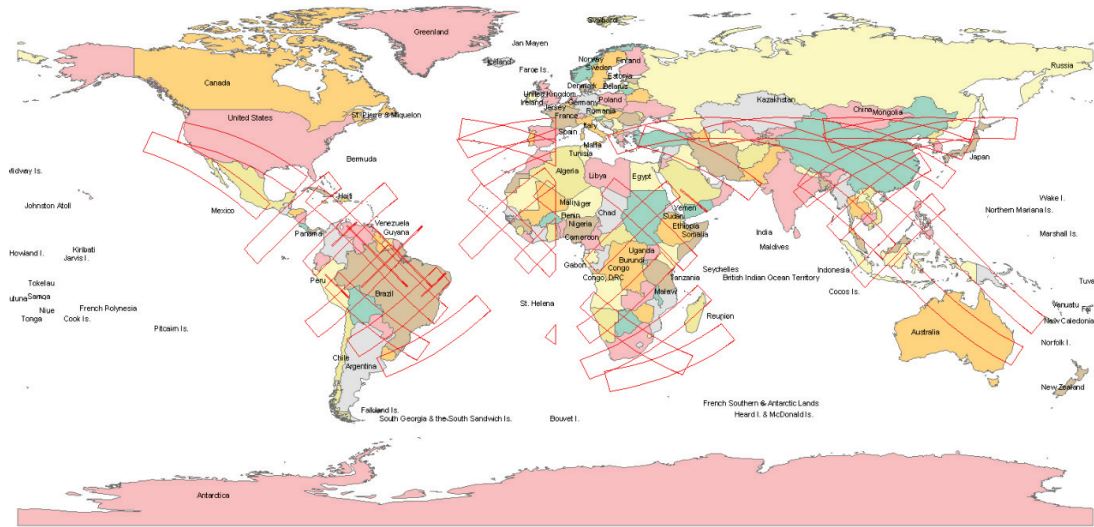 Svalbard
Greenland
Jan Mayen
Iceland
Norway
Finland
Sweden
Faroe Is.
Estonia
Russia
Canada
Denmark
Belarus
United Kingdom
Ireland
Germany
Poland
Kazakhstan
Jersey
Romania
China
Mongolia
United States
St. Pierre & Miquelon
France
Italy
Spain
Malta
Japan
Bermuda
Tunisia
Midway Is.
Algeria
Libya
Egypt
Johnston Atoll
Mexico
Haiti
Mali
Niger
Chad
Yemen
Sudan
Wake I.
Northern Mariana Is.
Venezuela
Guyana
Panama
Benin
Nigeria
Cameroon
Ethiopia
Somalia
India
Maldives
Marshall Is.
Howland I.
Kiribati
Jarvis I.
Gabon
Uganda
Burundi
Congo
Congo, DRC
Tanzania
Seychelles
British Indian Ocean Territory
Indonesia
Tokelau
Peru
Brazil
Malawi
Cocos Is.
Tuva
utuna
Samoa
Niue
Tonga
Cook Is.
French Polynesia
Pitcairn Is.
St. Helena
Reunion
Vanuatu
Fiji
New Caledonia
Australia
Norfolk I.
Chile
Argentina
New Zealand
Falkland Is.
South Georgia & the South Sandwich Is.
Bouvet I.
French Southern & Antarctic Lands
Heard I. & McDonald Is.
Antarctica